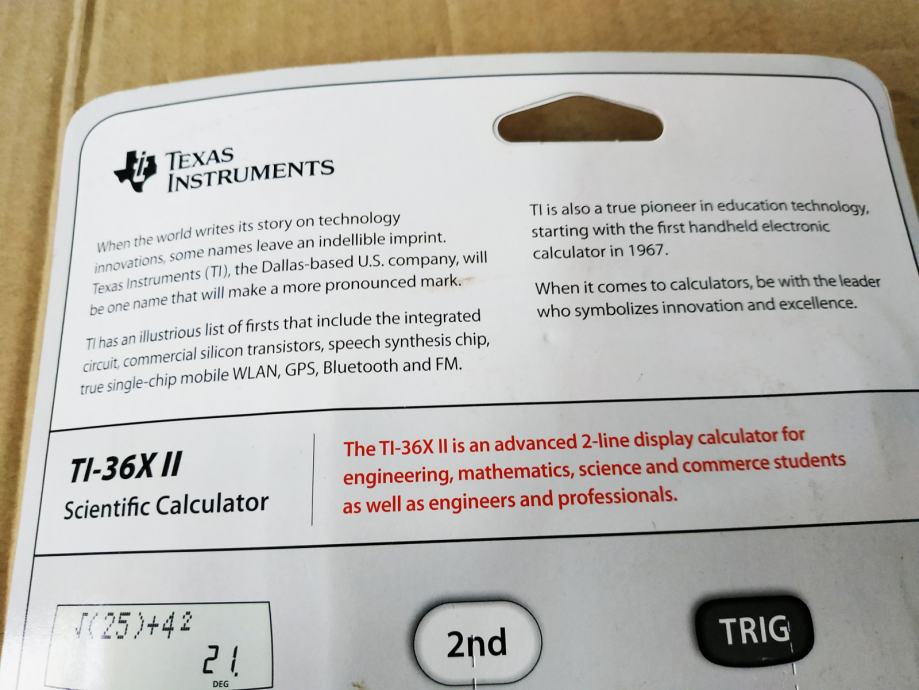 TEXAS
INSTRUMENTS
When the world writes its story on technology
innovations, some names leave an indellible imprint.
Texas Instruments (TI), the Dallas-based U.S. company, will
be one name that will make a more pronounced mark.
TI has an illustrious list of firsts that include the integrated
circuit, commercial silicon transistors, speech synthesis chip,
true single-chip mobile WLAN, GPS, Bluetooth and FM.
TI is also a true pioneer in education technology,
starting with the first handheld electronic
calculator in 1967.
When it comes to calculators, be with the leader
who symbolizes innovation and excellence.
TI-36X II
Scientific Calculator
The TI-36X II is an advanced 2-line display calculator for
engineering, mathematics, science and commerce students
as well as engineers and professionals.
√(25)+4²
21.
DEG
2nd
TRIG